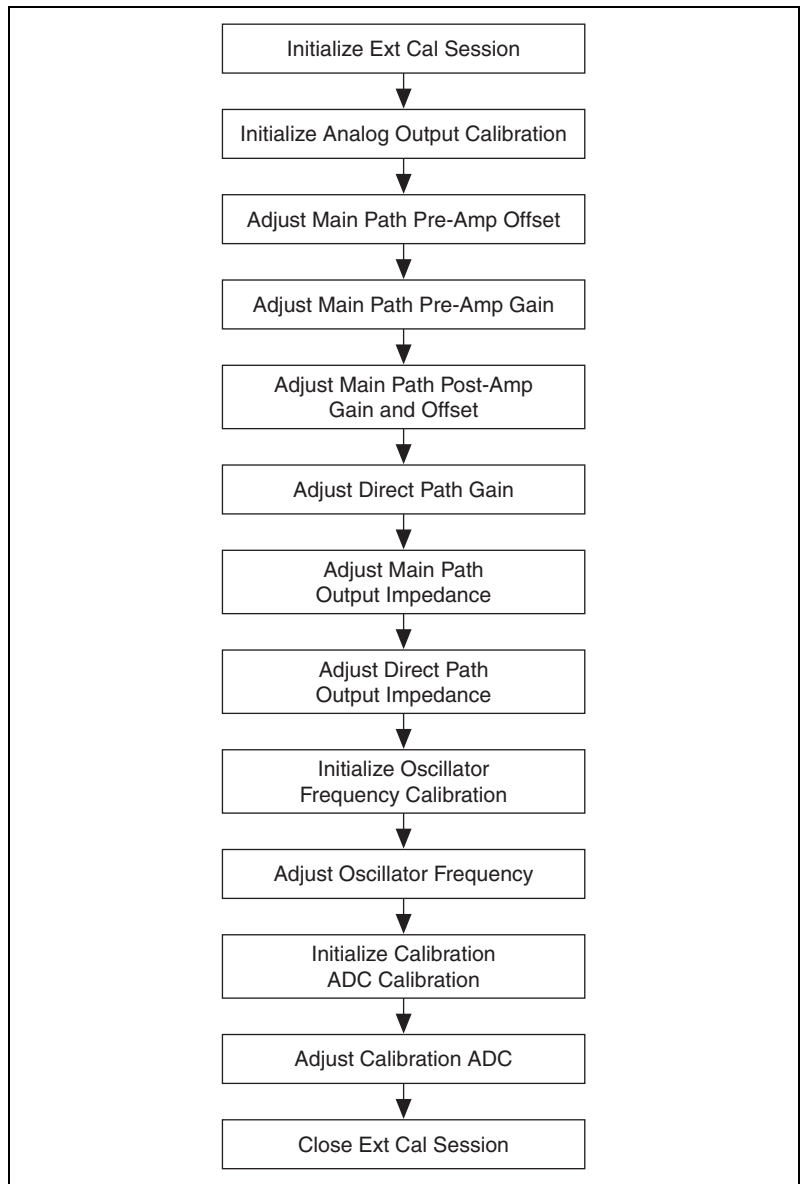 Initialize Ext Cal Session
Initialize Analog Output Calibration
Adjust Main Path Pre-Amp Offset
Adjust Main Path Pre-Amp Gain
Adjust Main Path Post-Amp
Gain and Offset
Adjust Direct Path Gain
Adjust Main Path
Output Impedance
Adjust Direct Path
Output Impedance
Initialize Oscillator
Frequency Calibration
Adjust Oscillator Frequency
Initialize Calibration
ADC Calibration
Adjust Calibration ADC
Close Ext Cal Session